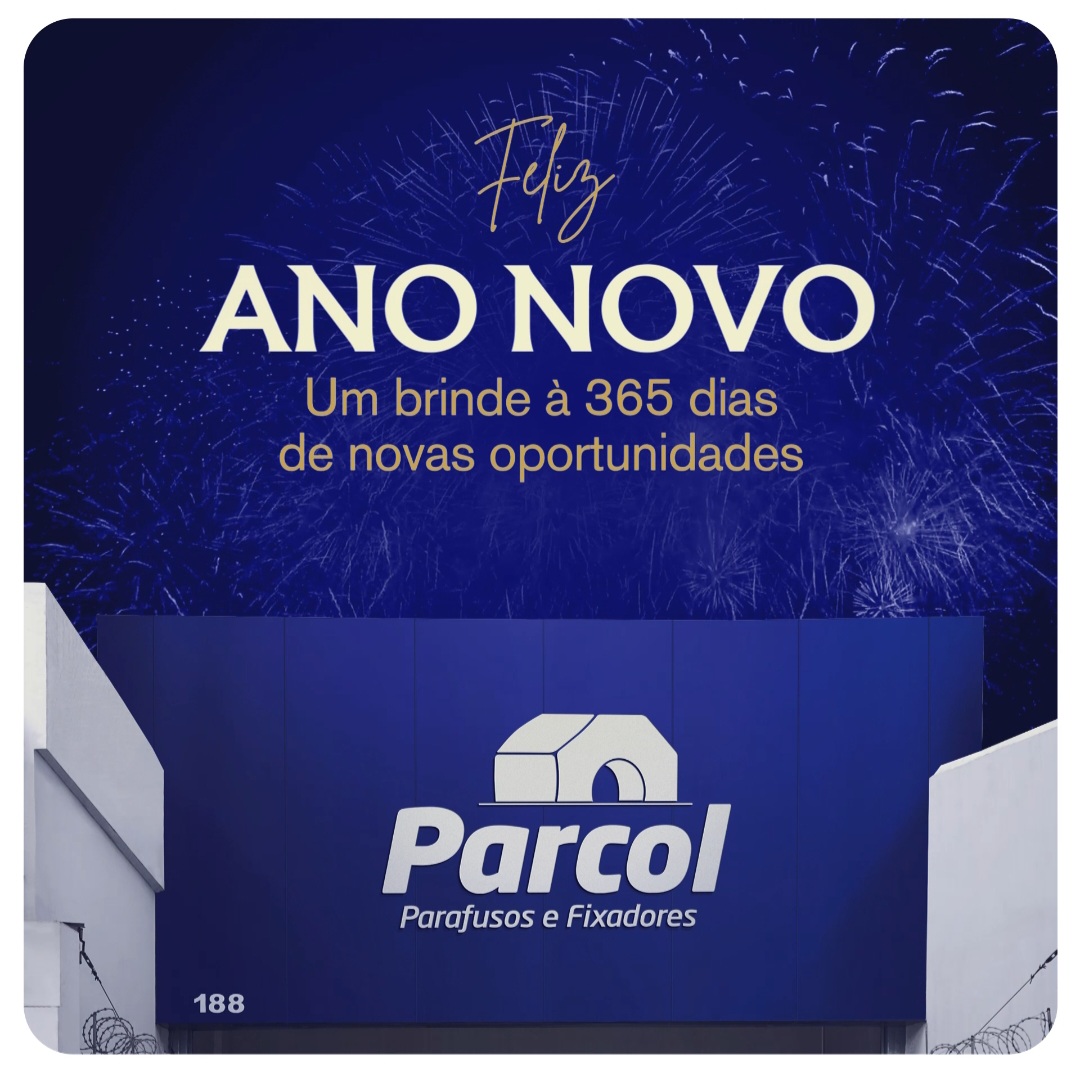 Feliz
ANO NOVO
Um brinde à 365 dias
de novas oportunidades
Parcol
Parafusos e Fixadores
188